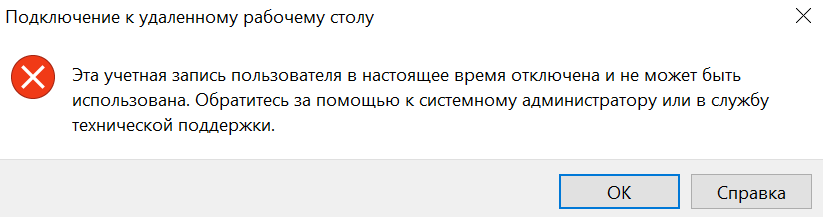 Подключение к удаленному рабочему столу
Эта учетная запись пользователя в настоящее время отключена и не может быть
использована. Обратитесь за помощью к системному администратору или в службу
технической поддержки.
ОК
Справка